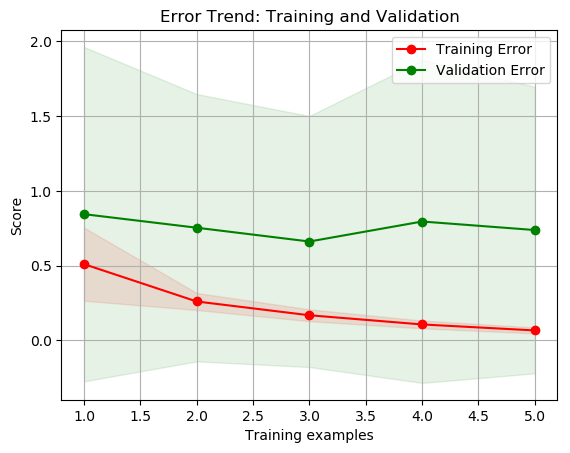 Error Trend: Training and Validation
Training Error
Validation Error
Score
2.0
1.5
1.0
0.5
0.0
1.0 1.5 2.0 2.5 3.0 3.5 4.0 4.5 5.0
Training examples